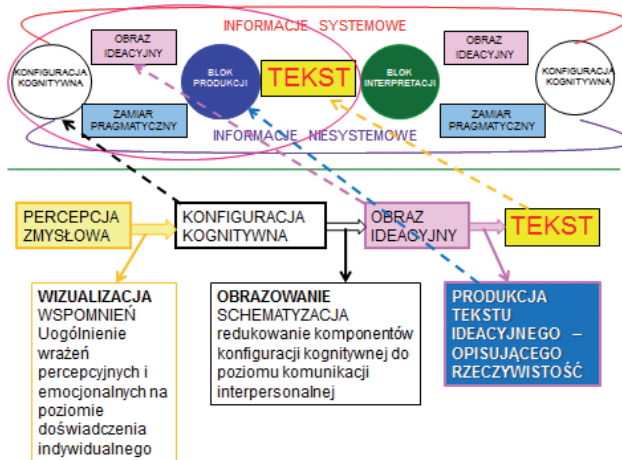 INFORMACJE SYSTEMOWE
KONFIGURACJA
KOGNITYWNA
OBRAZ
IDEACYJNY
ZAMIAR
PRAGMATYCZNY
BLOK
PRODUKCJI
TEKST
BLOK
INTERPRETACJI
OBRAZ
IDEACYJNY
ZAMIAR
PRAGMATYCZNY
KONFIGURACJA
KOGNITYWNA
INFORMACJE NIESYSTEMOWE
PERCEPCJA
ZMYSŁOWA
KONFIGURACJA
KOGNITYWNA
OBRAZ
IDEACYJNY
TEKST
WIZUALIZACJA
WSPOMNIEŃ
Uogólnienie
wrażeń
percepcyjnych i
emocjonalnych na
poziomie
doświadczenia
indywidualnego
OBRAZOWANIE
SCHEMATYZACJA
redukowanie komponentów
konfiguracji kognitywnej do
poziomu komunikacji
interpersonalnej
PRODUKCJA
TEKSTU
IDEACYJNEGO –
OPISUJĄCEGO
RZECZYWISTOŚĆ